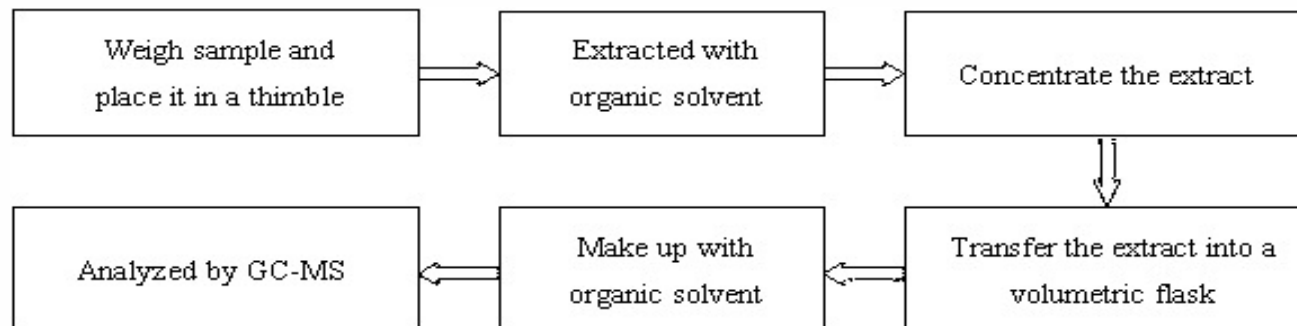 Weigh sample and
place it in a thimble
Extracted with
organic solvent
Concentrate the extract
Transfer the extract into a
volumetric flask
Make up with
organic solvent
Analyzed by GC-MS